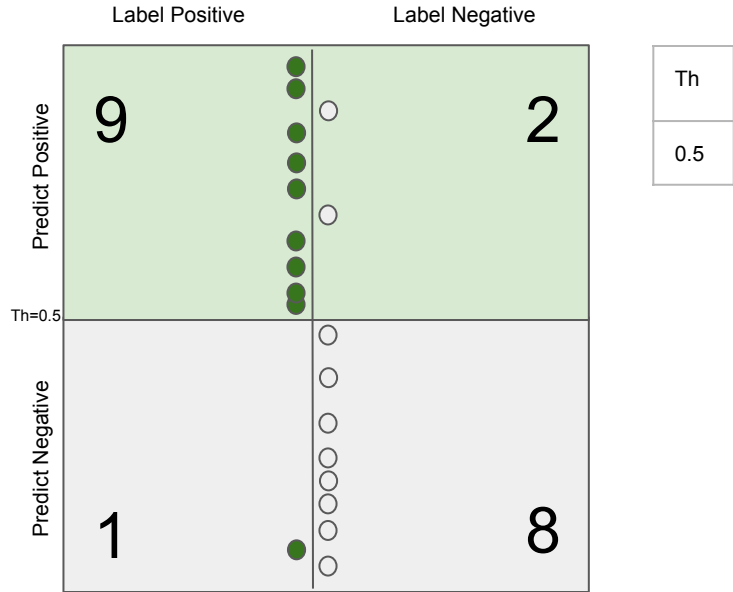 Label Positive
Label Negative
Predict Positive
9
2
Th
0.5
Th=0.5
Predict Negative
1
8